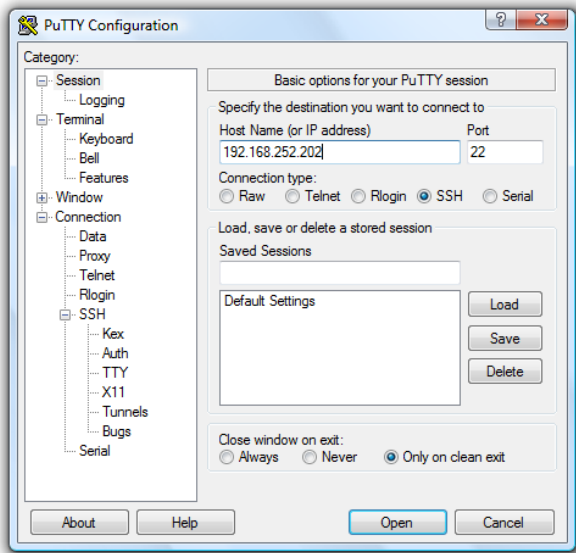 PuTTY Configuration
Category:
Session
Logging
Terminal
Keyboard
Bell
Features
Window
Connection
Data
Proxy
Telnet
Rlogin
SSH
Kex
Auth
TTY
X11
Tunnels
Bugs
Serial
Basic options for your PuTTY session
Specify the destination you want to connect to
Host Name (or IP address) Port
192.168.252.202 22
Connection type:
Raw Telnet Rlogin SSH Serial
Load, save or delete a stored session
Saved Sessions
Default Settings
Load
Save
Delete
Close window on exit:
Always Never Only on clean exit
About Help Open Cancel